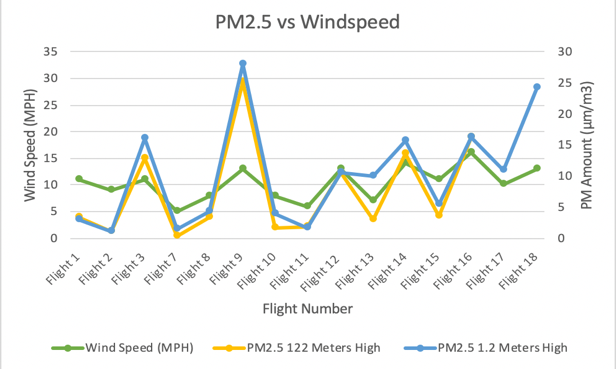 PM2.5 vs Windspeed
Wind Speed (MPH)
35
30
25
20
15
10
5
0
PM Amount (µm/m3)
30
25
20
15
10
5
0
Flight 1
Flight 2
Flight 3
Flight 7
Flight 8
Flight 9
Flight 10
Flight 11
Flight 12
Flight 13
Flight 14
Flight 15
Flight 16
Flight 17
Flight 18
Flight Number
Wind Speed (MPH)
PM2.5 122 Meters High
PM2.5 1.2 Meters High